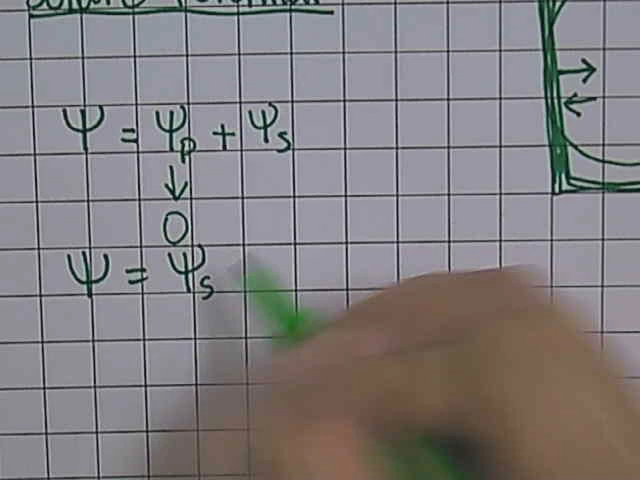 Ψ = Ψp + Ψs
↓
0
Ψ = Ψs